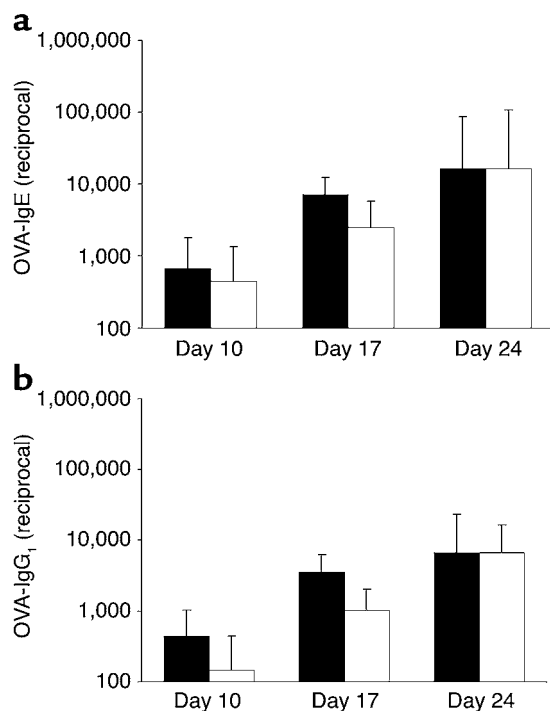 a
1,000,000
100,000
10,000
1,000
100
OVA-IgE (reciprocal)
Day 10 Day 17 Day 24
b
1,000,000
100,000
10,000
1,000
100
OVA-IgG₁ (reciprocal)
Day 10 Day 17 Day 24